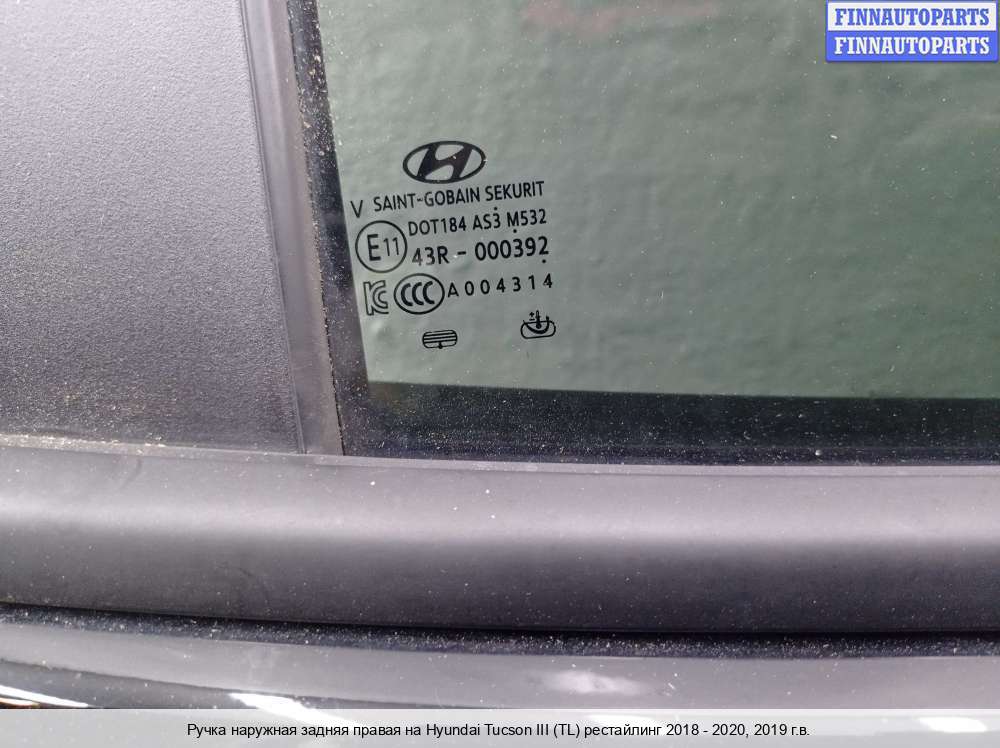 FINNAUTOPARTS
FINNAUTOPARTS
V SAINT-GOBAIN SEKURIT
E11 DOT184 AS3 M532
43R - 000392
KC CCC A004314
Ручка наружная задняя правая на Hyundai Tucson III (TL) рестайлинг 2018 - 2020, 2019 г.в.